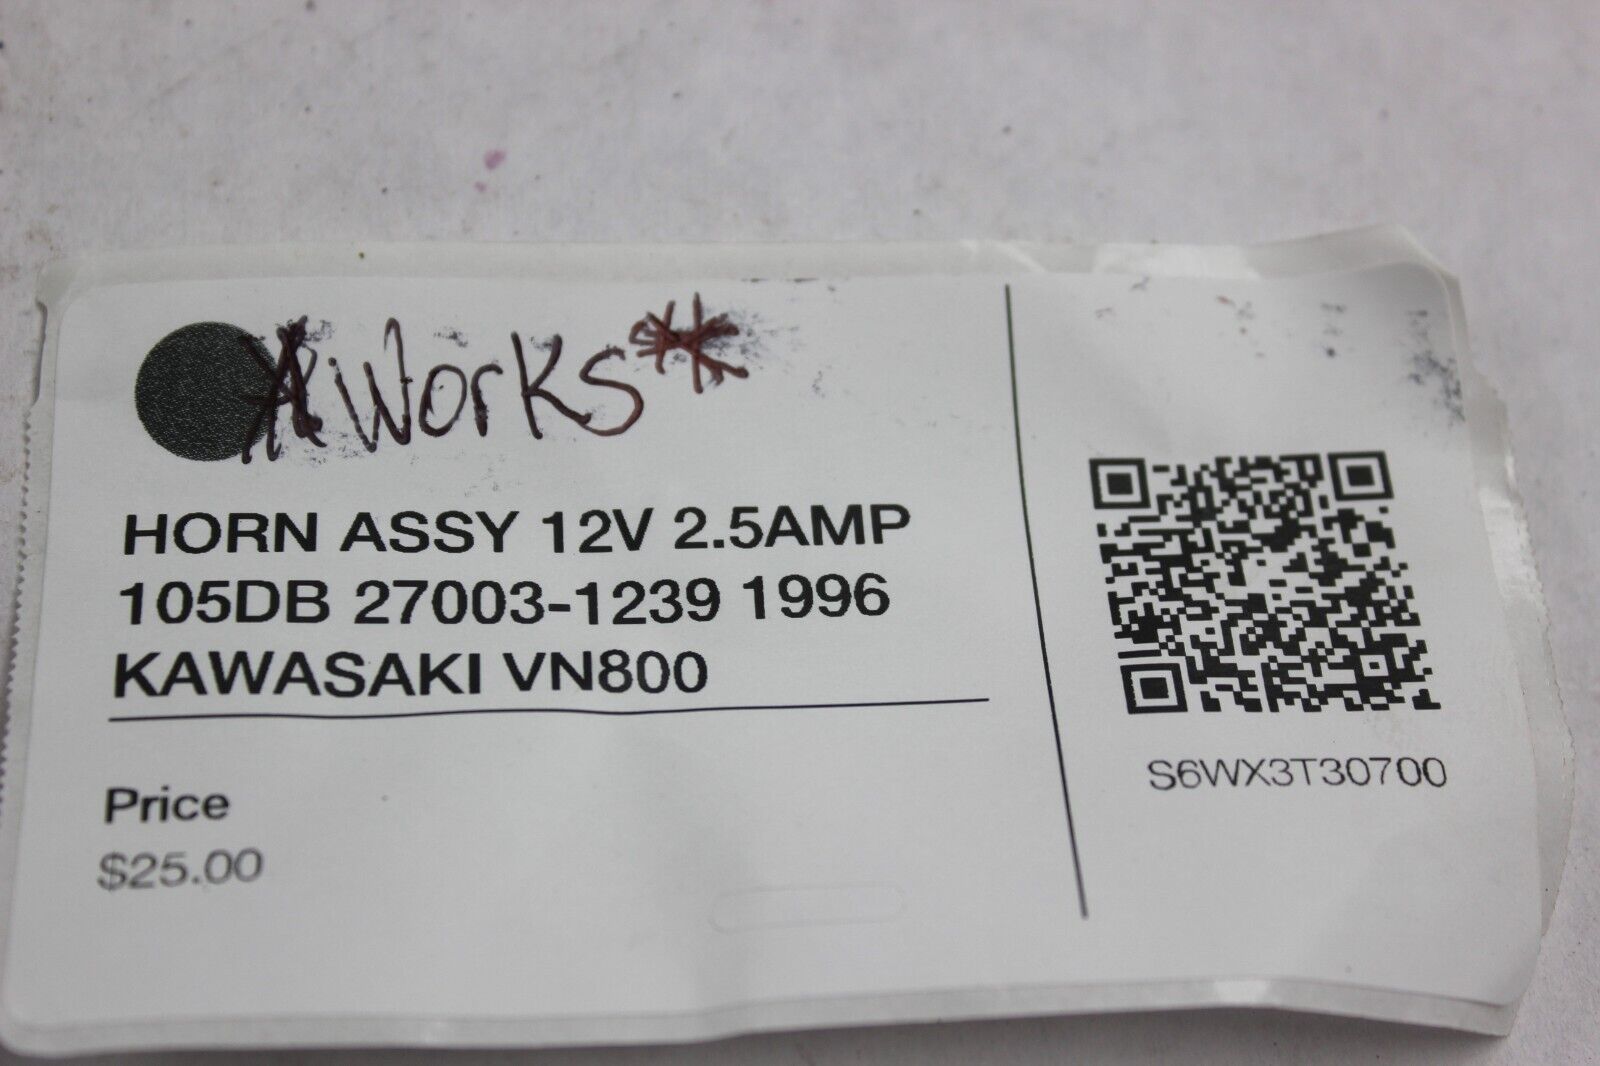 **Works**
HORN ASSY 12V 2.5AMP
105DB 27003-1239 1996
KAWASAKI VN800
Price
$25.00
S6WX3T30700